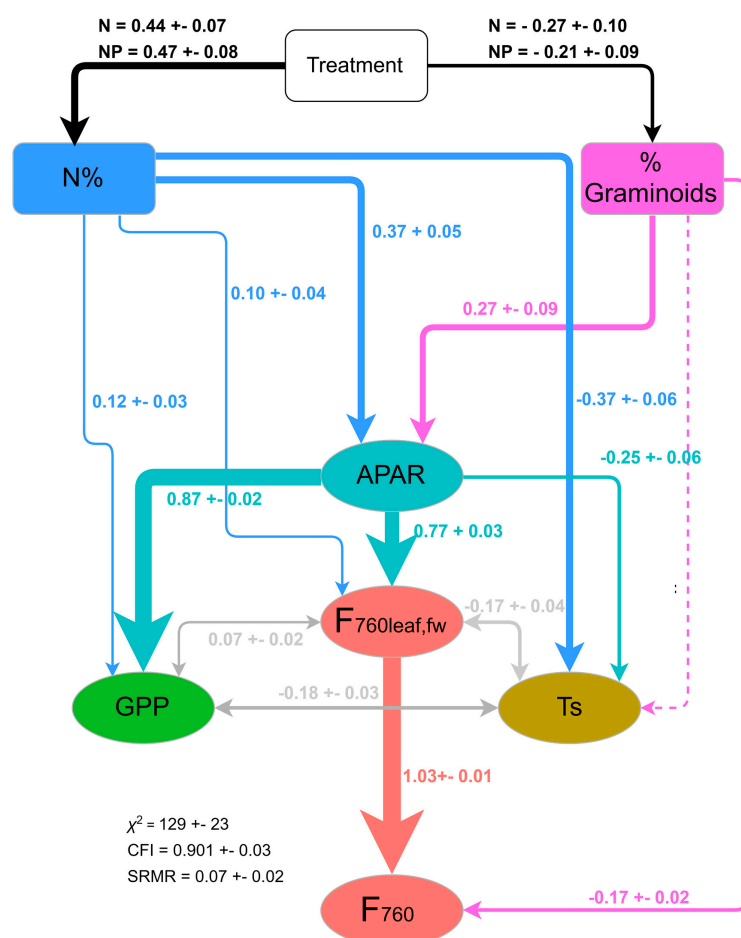 N = 0.44 +- 0.07
NP = 0.47 +- 0.08
Treatment
N = - 0.27 +- 0.10
NP = - 0.21 +- 0.09
N%
%
Graminoids
0.37 + 0.05
0.10 +- 0.04
0.27 +- 0.09
0.12 +- 0.03
-0.37 +- 0.06
APAR
-0.25 +- 0.06
0.87 +- 0.02
0.77 + 0.03
:
F760leaf,fw
-0.17 +- 0.04
0.07 +- 0.02
-0.18 +- 0.03
GPP
Ts
1.03+- 0.01
χ² = 129 +- 23
CFI = 0.901 +- 0.03
SRMR = 0.07 +- 0.02
F760
-0.17 +- 0.02